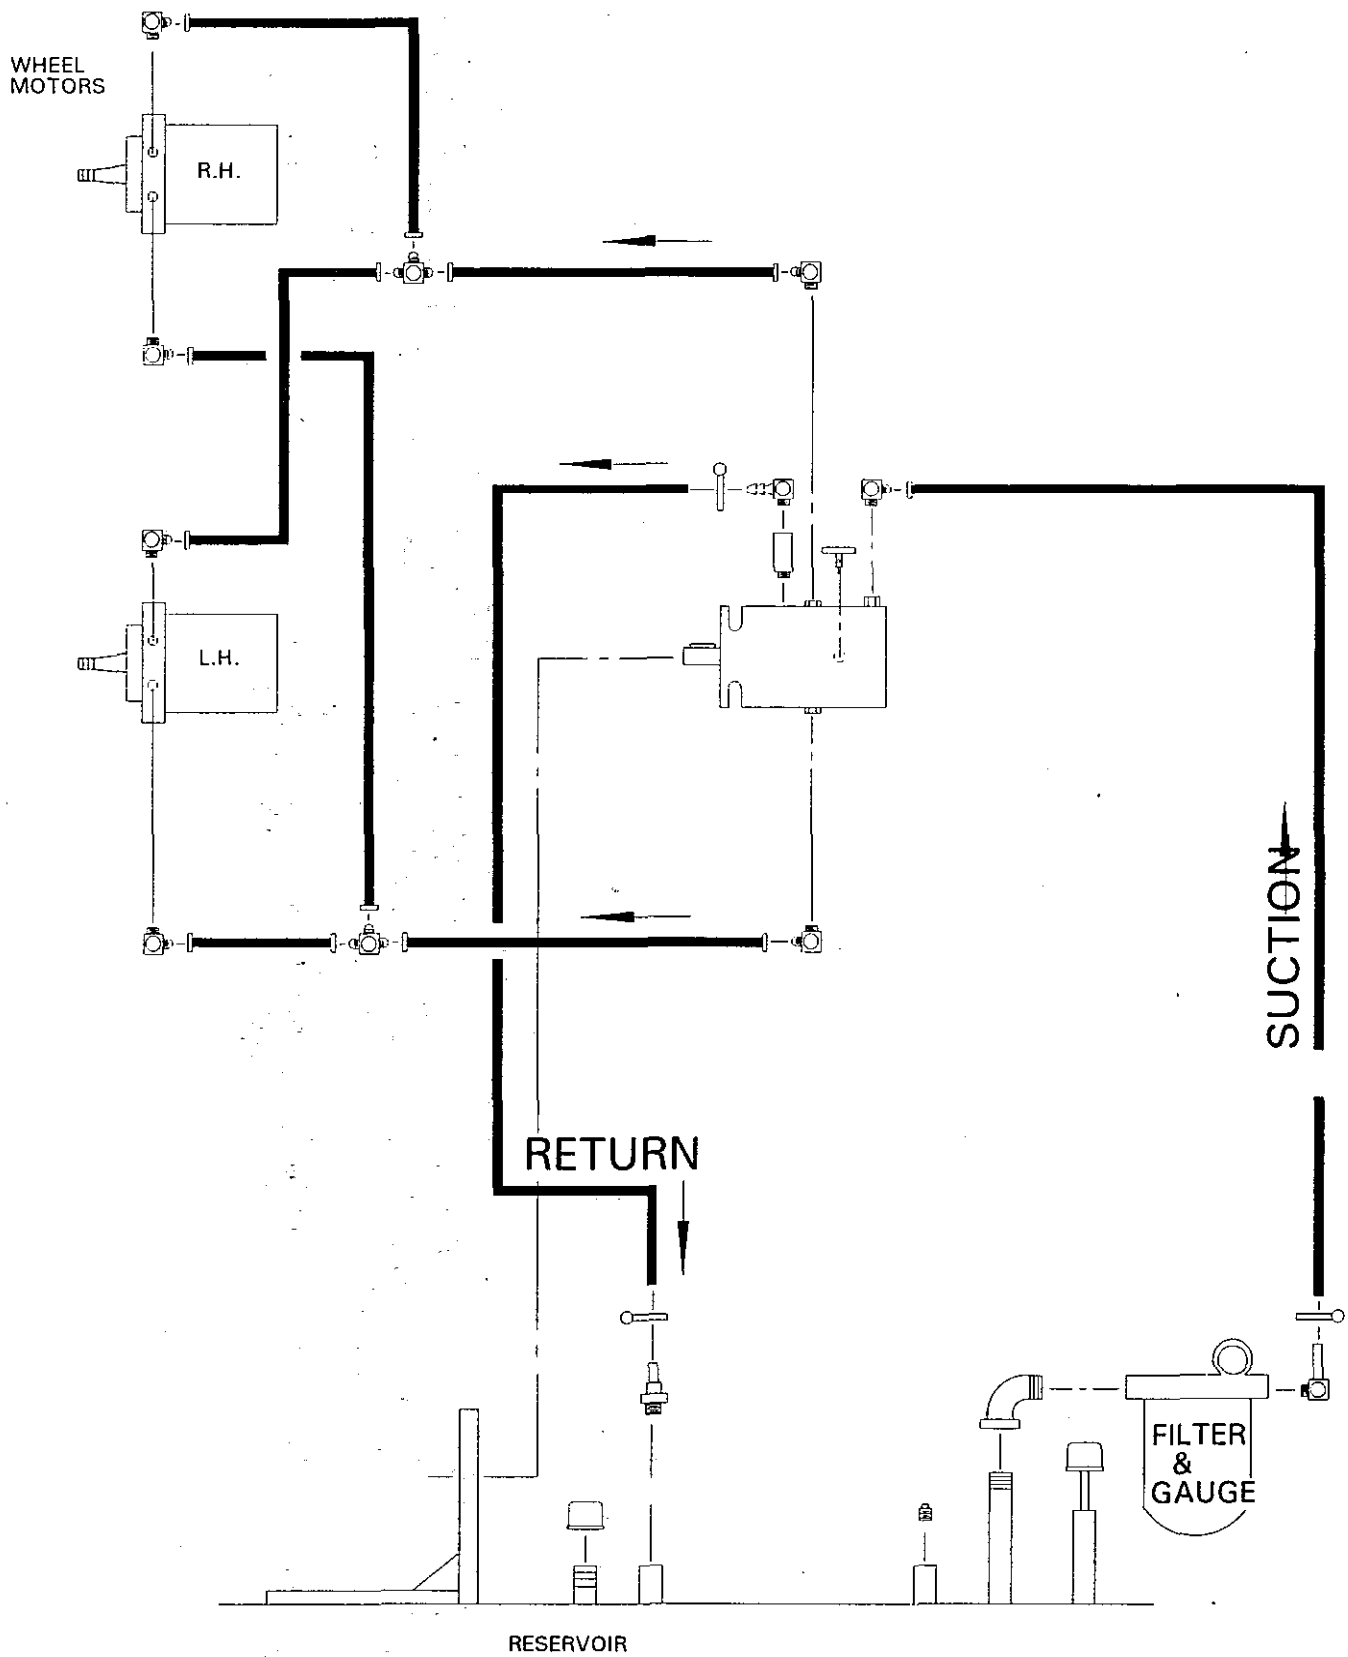 WHEEL
MOTORS
R.H.
L.H.
SUCTION
RETURN
FILTER
&
GAUGE
RESERVOIR